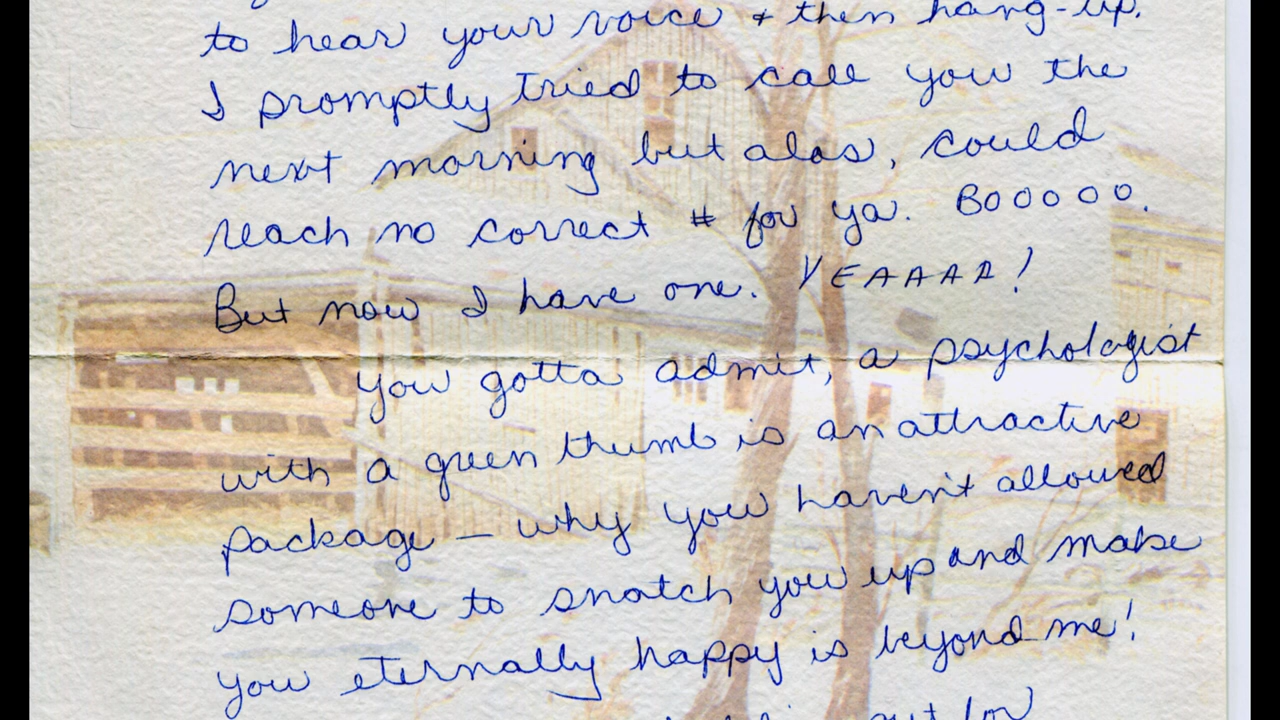 to hear your voice + then hang-up.
I promptly tried to call you the
next morning but alas, could
reach no correct # for ya. BOOOOO.
But now I have one. YEAAAA!
You gotta admit, a psychologist
with a green thumb is an attractive
package – why you haven't allowed
someone to snatch you up and make
you eternally happy is beyond me!
out for